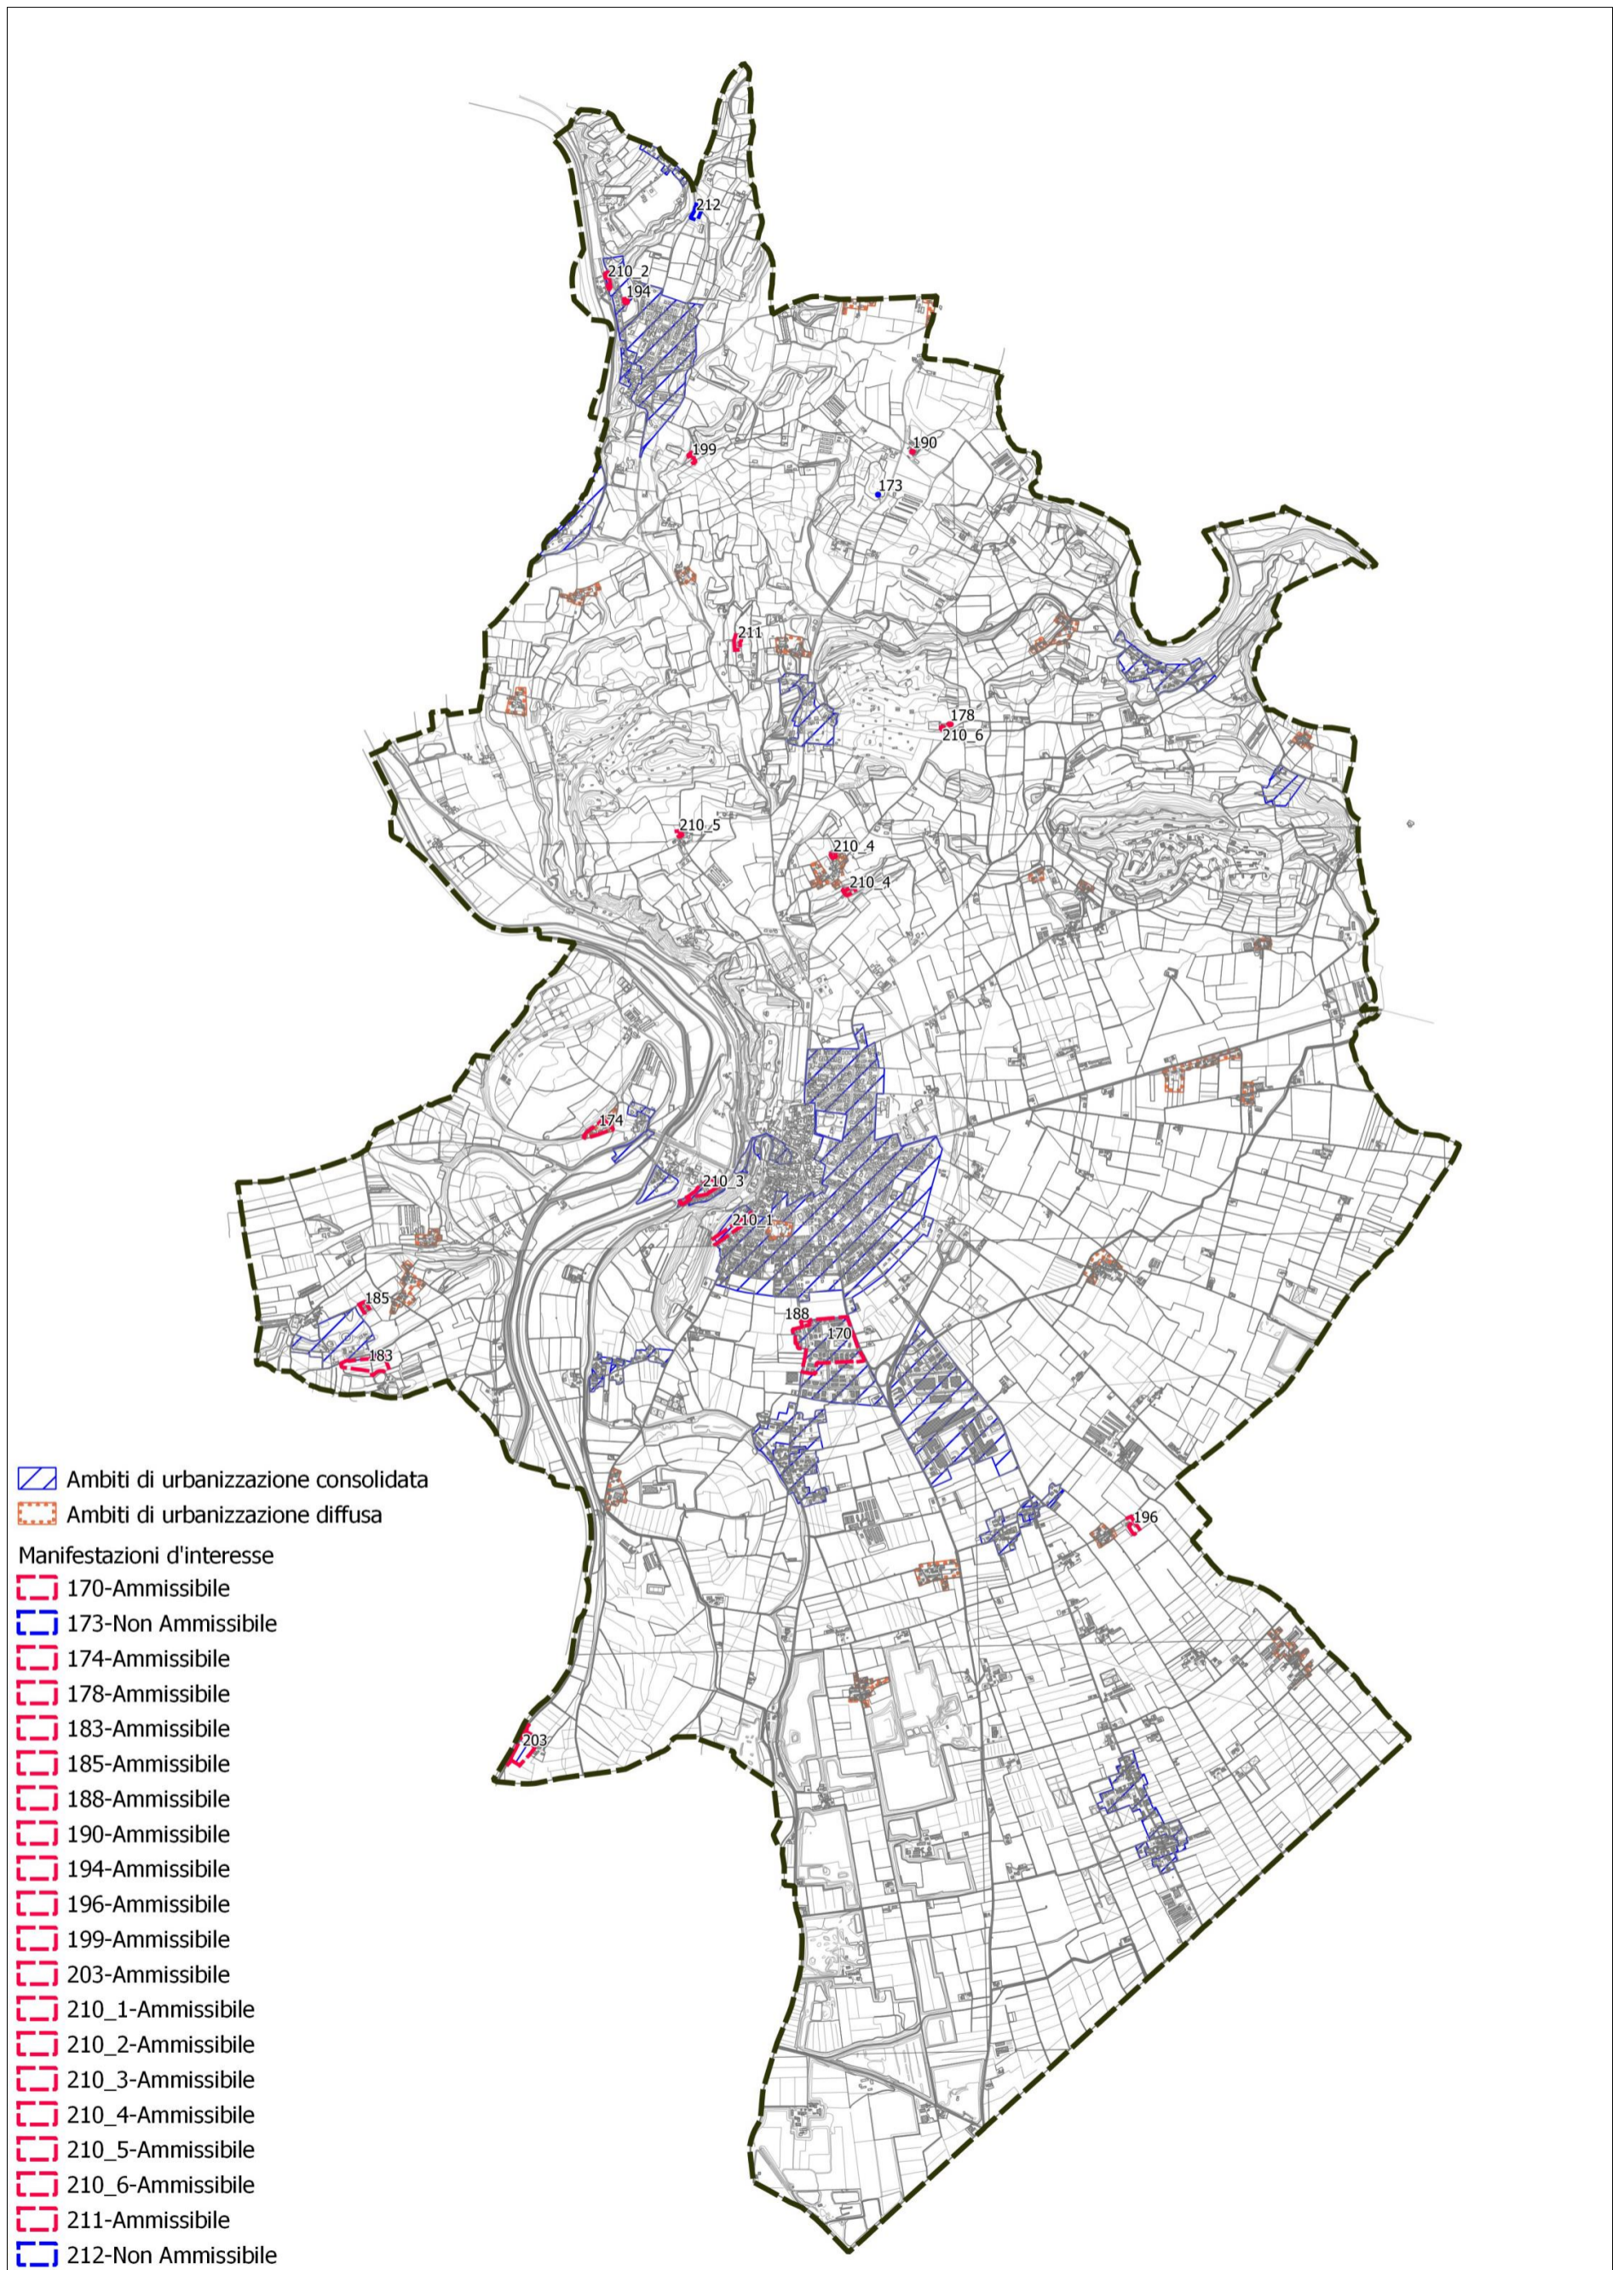 212
210_2
194
190
199
173
211
178
210_6
210_5
210_4
210_4
174
210_3
210_1
185
188
170
183
196
203
Ambiti di urbanizzazione consolidata
Ambiti di urbanizzazione diffusa
Manifestazioni d'interesse
170-Ammissibile
173-Non Ammissibile
174-Ammissibile
178-Ammissibile
183-Ammissibile
185-Ammissibile
188-Ammissibile
190-Ammissibile
194-Ammissibile
196-Ammissibile
199-Ammissibile
203-Ammissibile
210_1-Ammissibile
210_2-Ammissibile
210_3-Ammissibile
210_4-Ammissibile
210_5-Ammissibile
210_6-Ammissibile
211-Ammissibile
212-Non Ammissibile